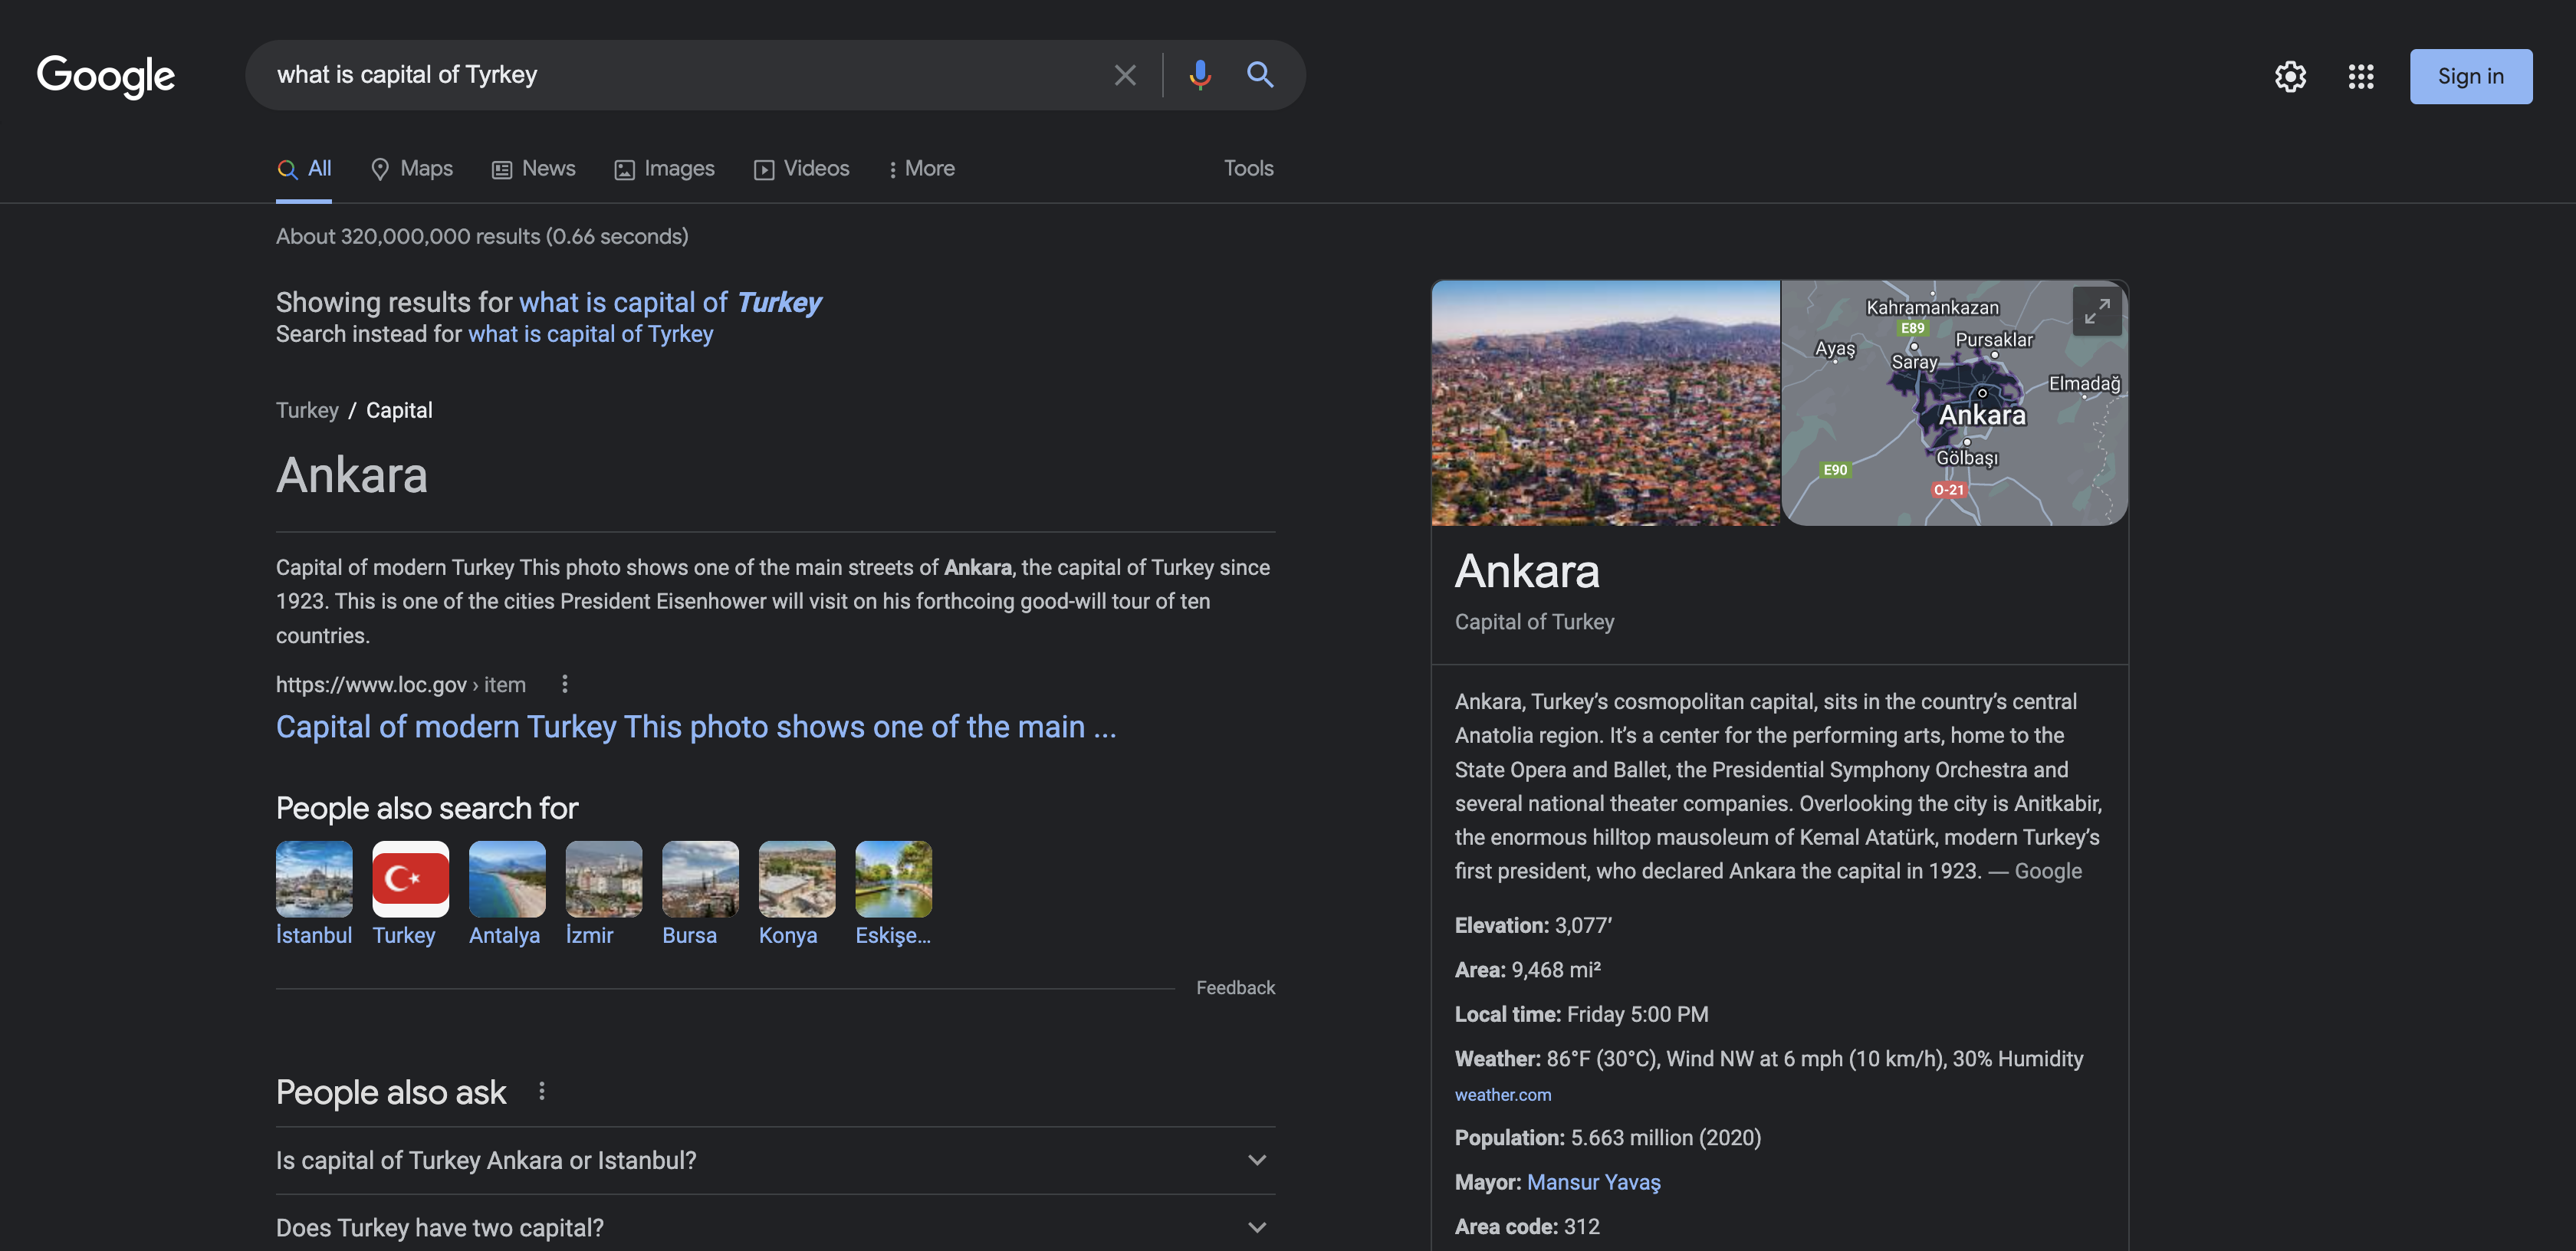 Google
what is capital of Tyrkey
Sign in
All
Maps
News
Images
Videos
More
Tools
About 320,000,000 results (0.66 seconds)
Showing results for what is capital of Turkey
Search instead for what is capital of Tyrkey
Turkey / Capital
Ankara
Capital of modern Turkey This photo shows one of the main streets of Ankara, the capital of Turkey since
1923. This is one of the cities President Eisenhower will visit on his forthcoing good-will tour of ten
countries.
https://www.loc.gov › item
Capital of modern Turkey This photo shows one of the main ...
People also search for
İstanbul
Turkey
Antalya
İzmir
Bursa
Konya
Eskişe...
Feedback
People also ask
Is capital of Turkey Ankara or Istanbul?
Does Turkey have two capital?
Kahramankazan
E89
Pursaklar
Ayaş
Saray
Elmadağ
Ankara
Gölbaşı
E90
O-21
Ankara
Capital of Turkey
Ankara, Turkey’s cosmopolitan capital, sits in the country’s central
Anatolia region. It’s a center for the performing arts, home to the
State Opera and Ballet, the Presidential Symphony Orchestra and
several national theater companies. Overlooking the city is Anitkabir,
the enormous hilltop mausoleum of Kemal Atatürk, modern Turkey’s
first president, who declared Ankara the capital in 1923. — Google
Elevation: 3,077′
Area: 9,468 mi²
Local time: Friday 5:00 PM
Weather: 86°F (30°C), Wind NW at 6 mph (10 km/h), 30% Humidity
weather.com
Population: 5.663 million (2020)
Mayor: Mansur Yavaş
Area code: 312